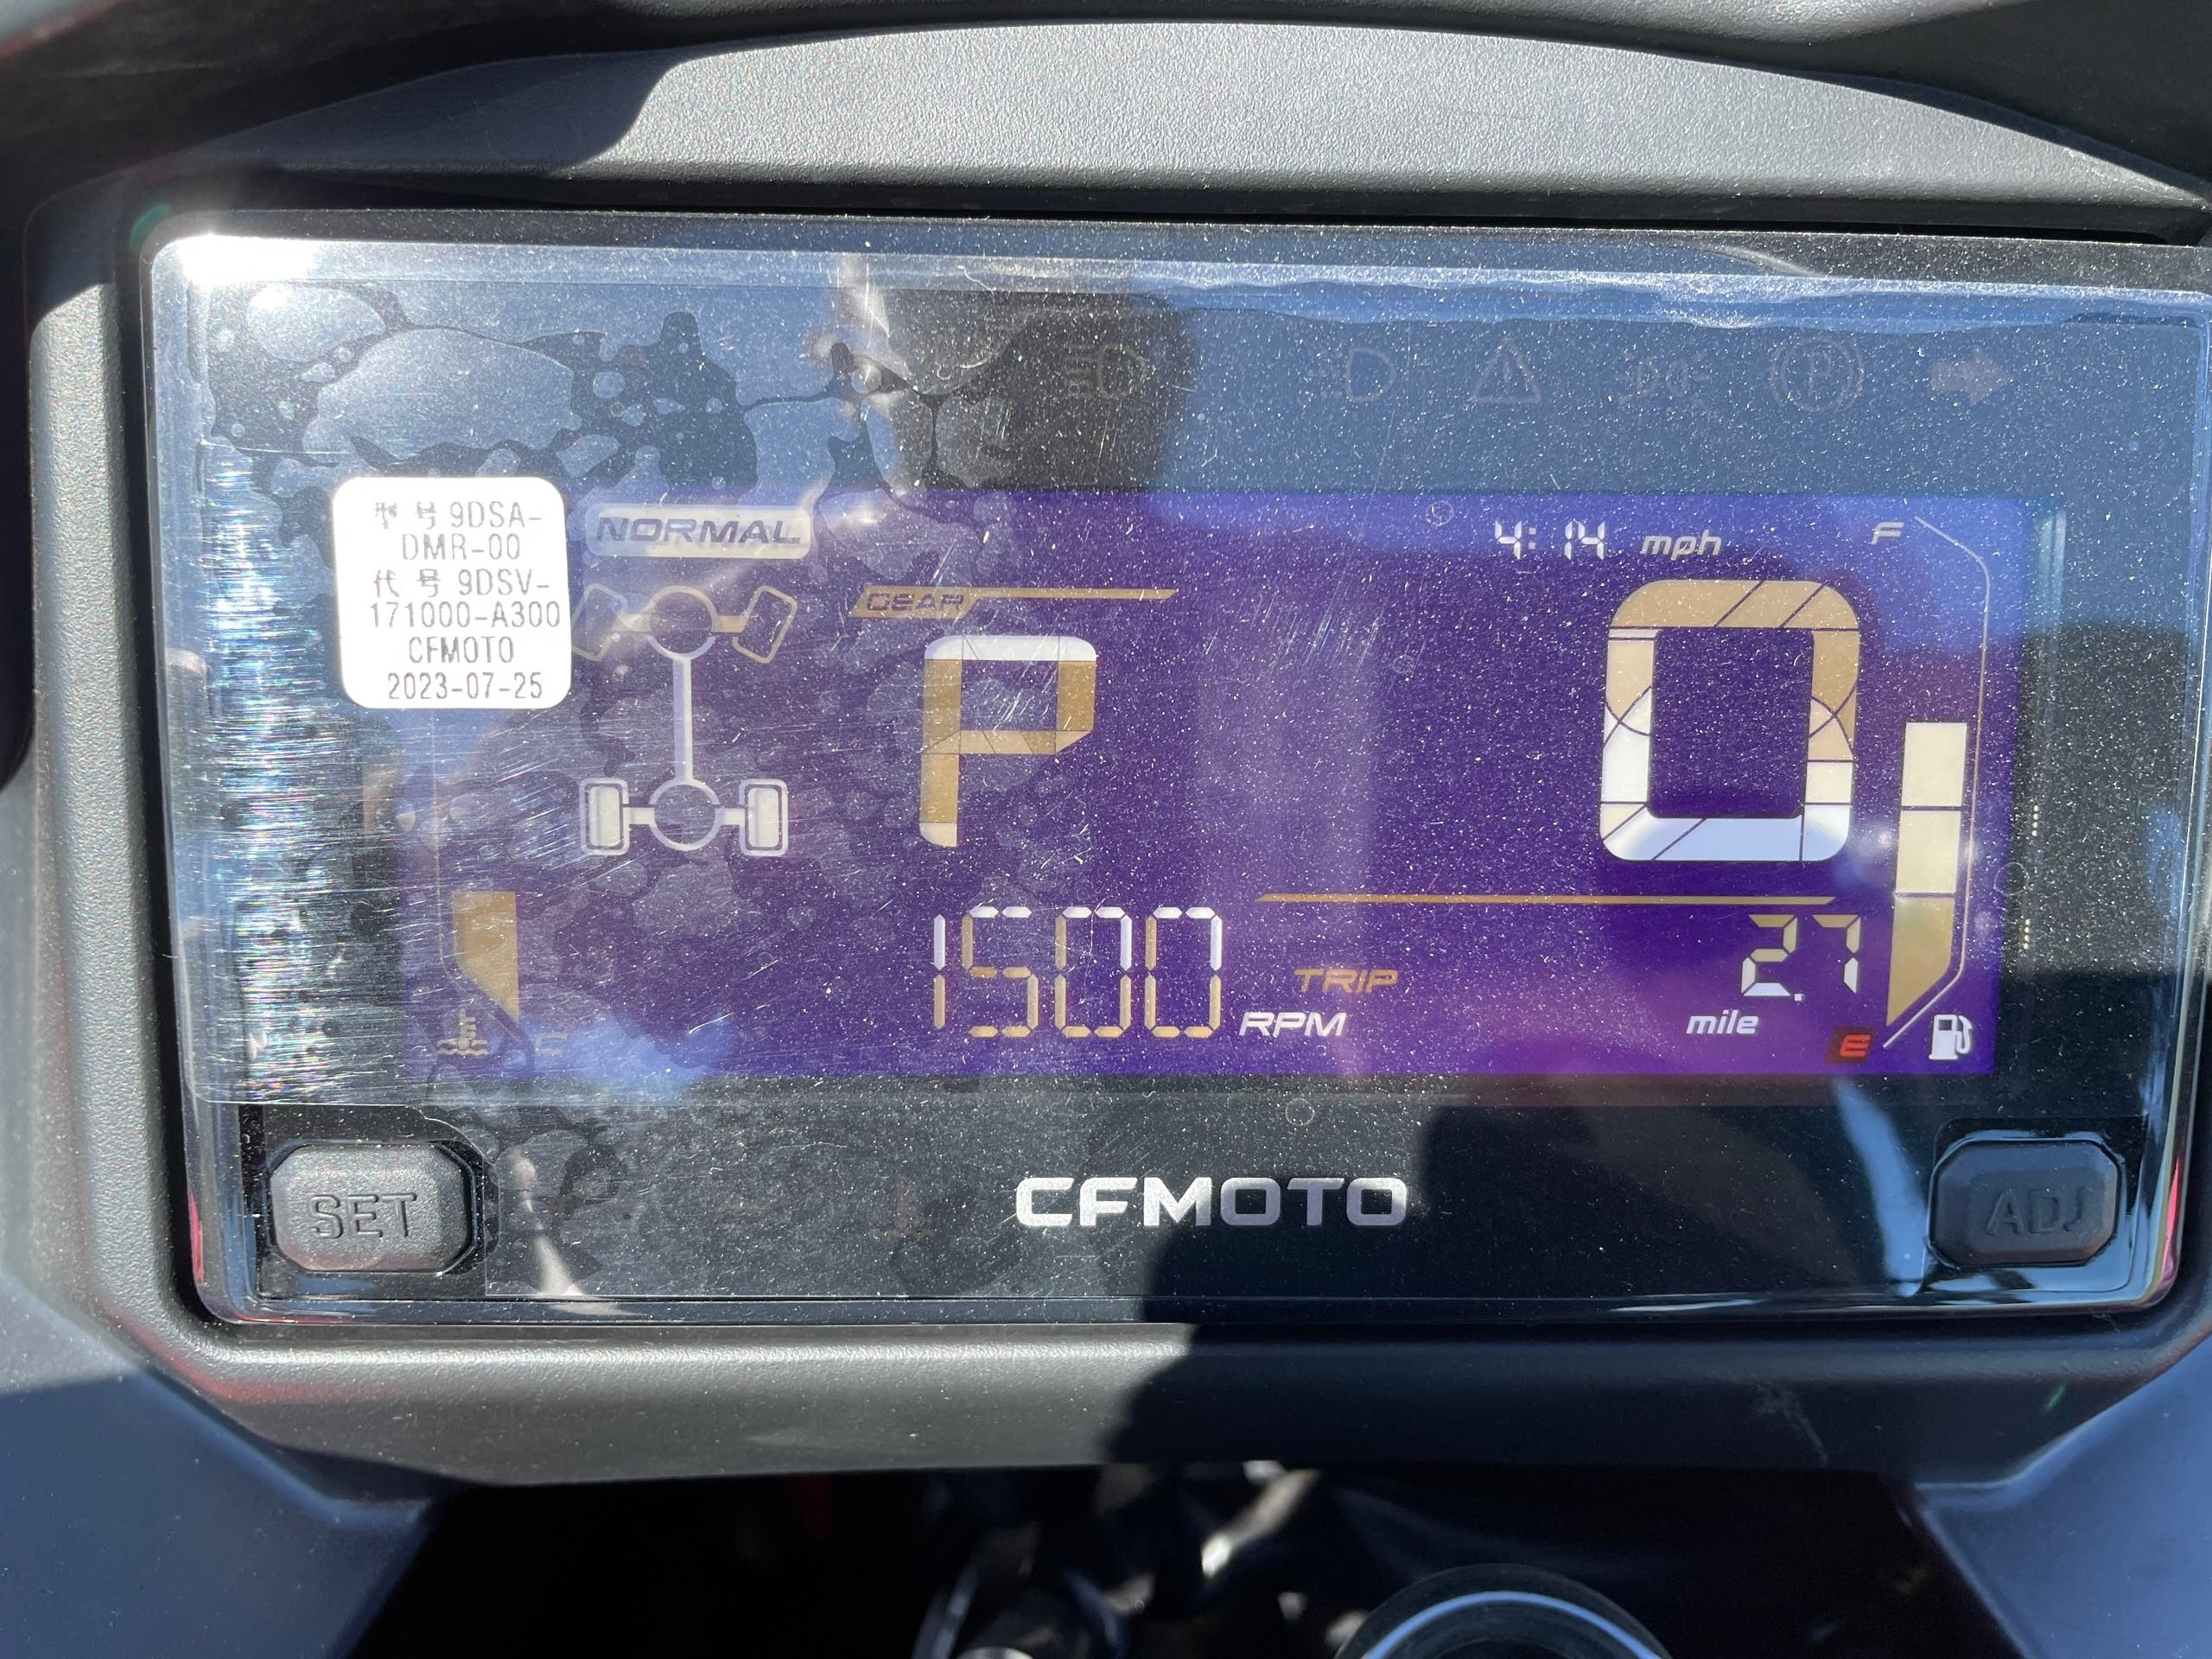 型号 9DSA-
DMR-00
代号 9DSV-
171000-A300
CFMOTO
2023-07-25
NORMAL
4:14 mph
F
GEAR
P
0
1500 RPM
TRIP
2.7
mile
E
C
P
SET
CFMOTO
ADJ